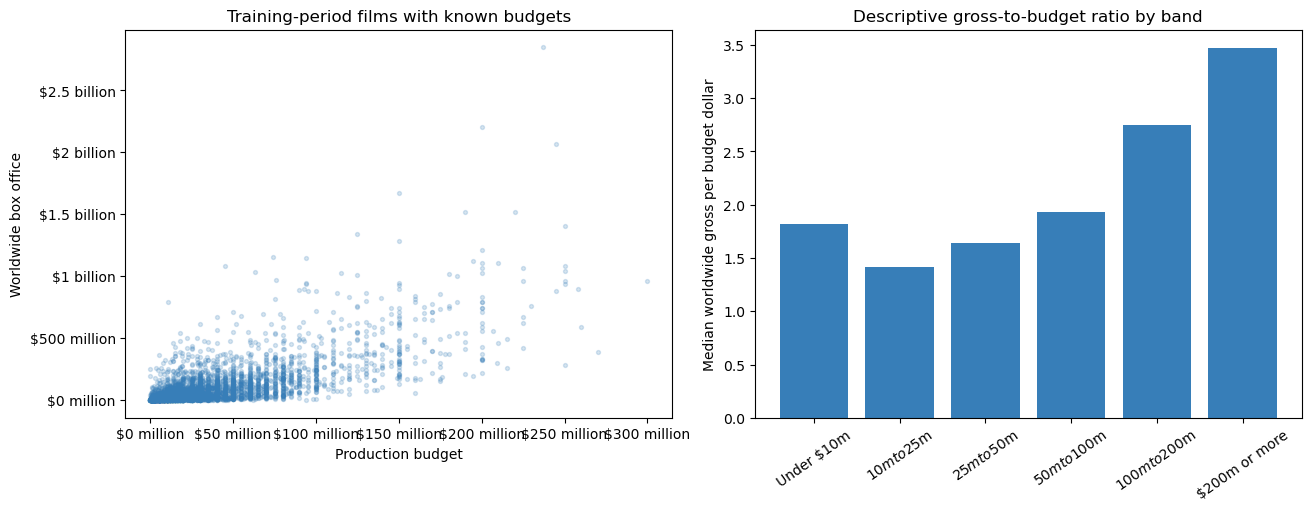 Training-period films with known budgets
Worldwide box office
$2.5 billion
$2 billion
$1.5 billion
$1 billion
$500 million
$0 million
$0 million $50 million $100 million $150 million $200 million $250 million $300 million
Production budget
Descriptive gross-to-budget ratio by band
Median worldwide gross per budget dollar
3.5
3.0
2.5
2.0
1.5
1.0
0.5
0.0
Under $10m
10mto25m
25mto50m
50mto100m
100mto200m
$200m or more